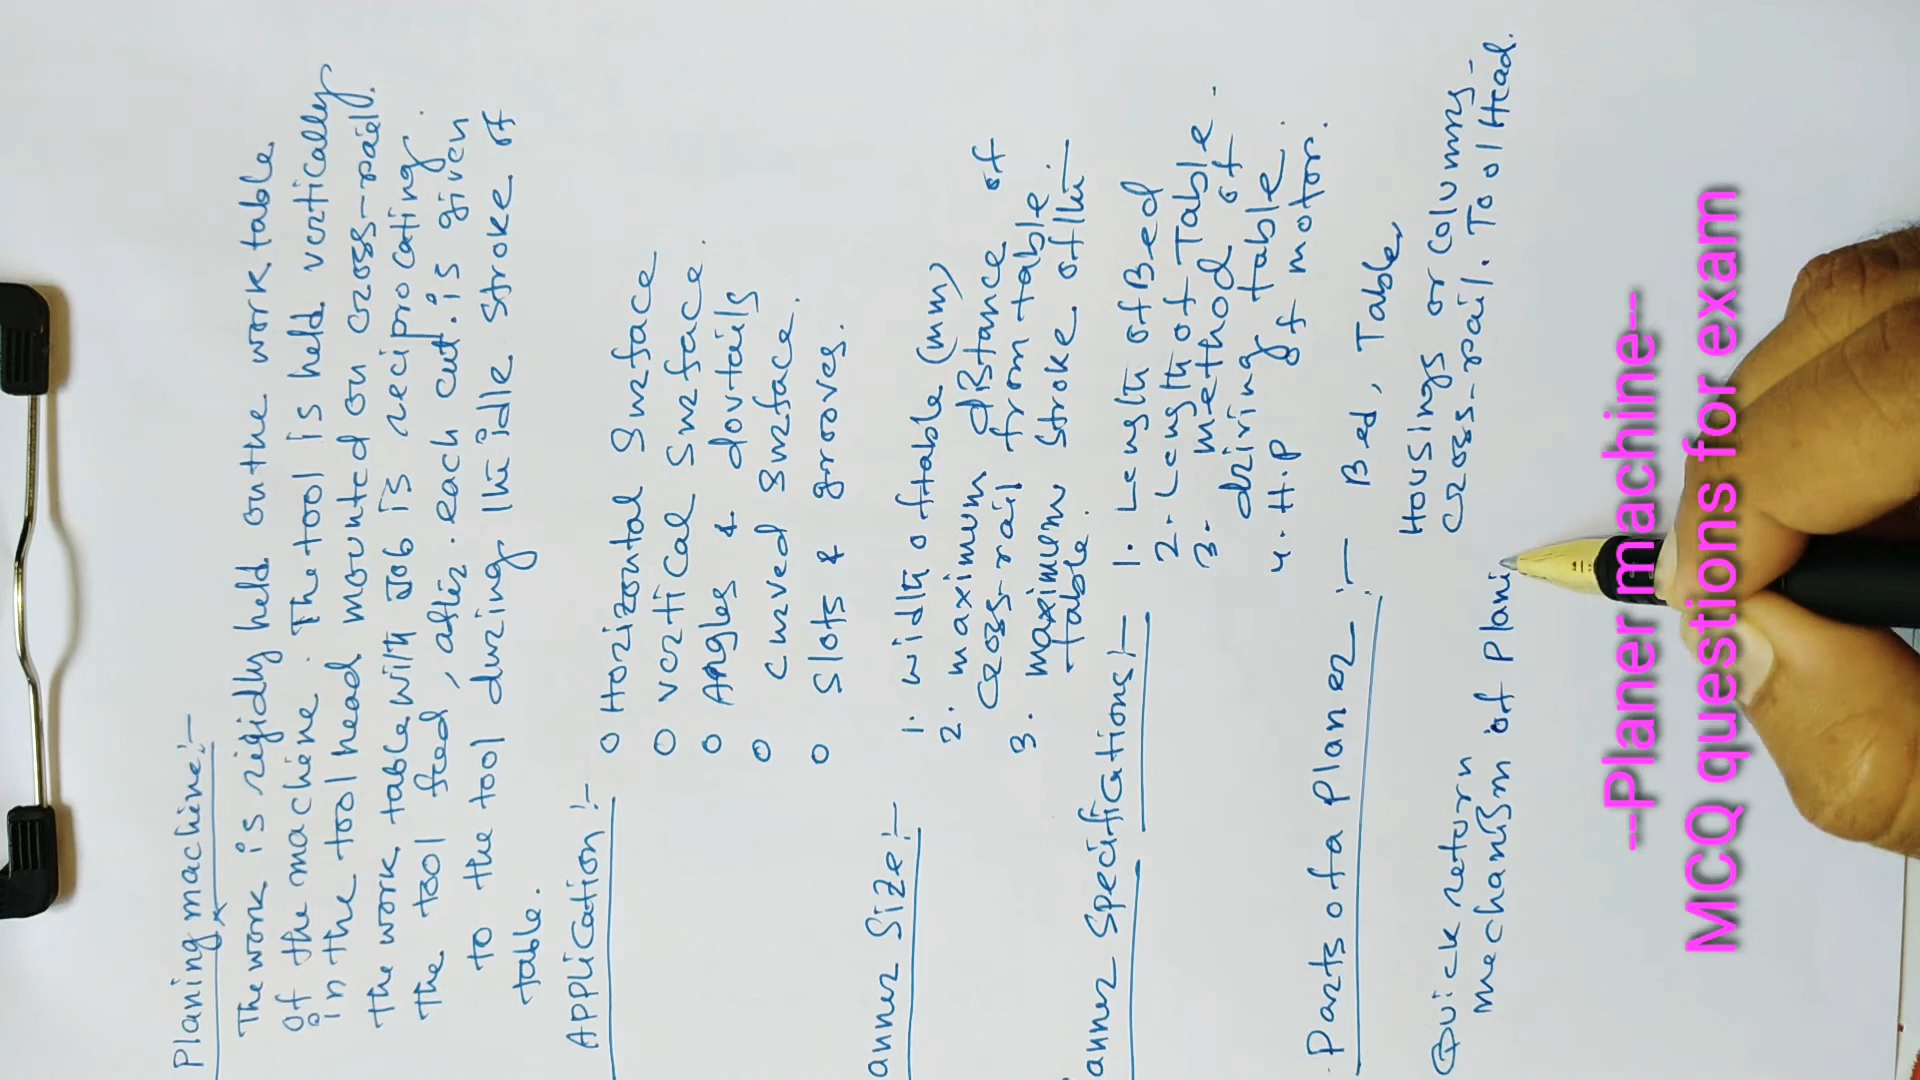 Planing machine:-
The work is rigidly held on the work table
of the machine. The tool is held vertically
in the tool head mounted on cross-rail.
The work table with Job is reciprocating.
The tool feed, after each cut. is given
to the tool during the idle stroke of
table.
Application:-
o Horizontal Surface
o vertical Surface.
o Angles & dovtails
o curved Surface.
o Slots & grooves.
anner Size:-
1. width of table (mm)
2. maximum distance of
cross-rail from table.
3. maximum stroke of the
table.
anner Specifications:-
1. Length of Bed
2. Length of Table.
3. method of
driving table.
4. H.P of motor.
Parts of a Planer:-
Bed, Table,
Housings or columns-
Cross-rail. Tool Head.
Quick return
mechanism of Plani
--Planer machine--
MCQ questions for exam